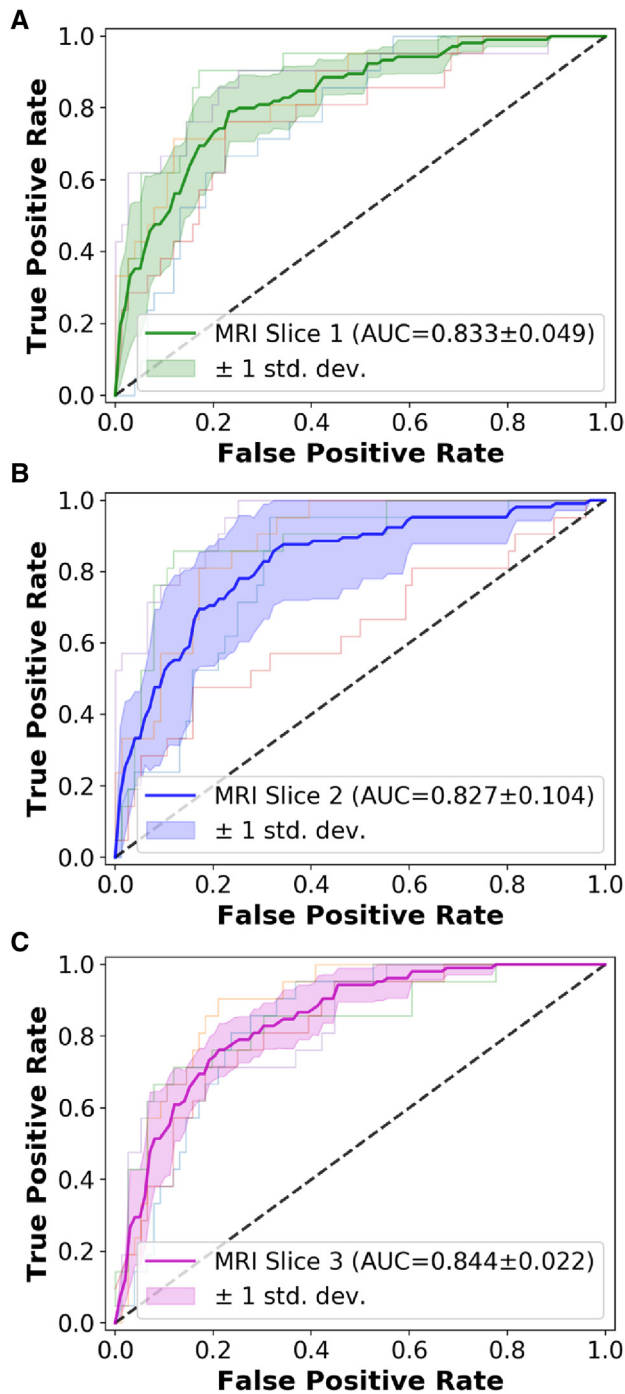 A
1.0
0.8
0.6
0.4
0.2
0.0
True Positive Rate
MRI Slice 1 (AUC=0.833±0.049)
± 1 std. dev.
0.0 0.2 0.4 0.6 0.8 1.0
False Positive Rate
B
1.0
0.8
0.6
0.4
0.2
0.0
True Positive Rate
MRI Slice 2 (AUC=0.827±0.104)
± 1 std. dev.
0.0 0.2 0.4 0.6 0.8 1.0
False Positive Rate
C
1.0
0.8
0.6
0.4
0.2
0.0
True Positive Rate
MRI Slice 3 (AUC=0.844±0.022)
± 1 std. dev.
0.0 0.2 0.4 0.6 0.8 1.0
False Positive Rate